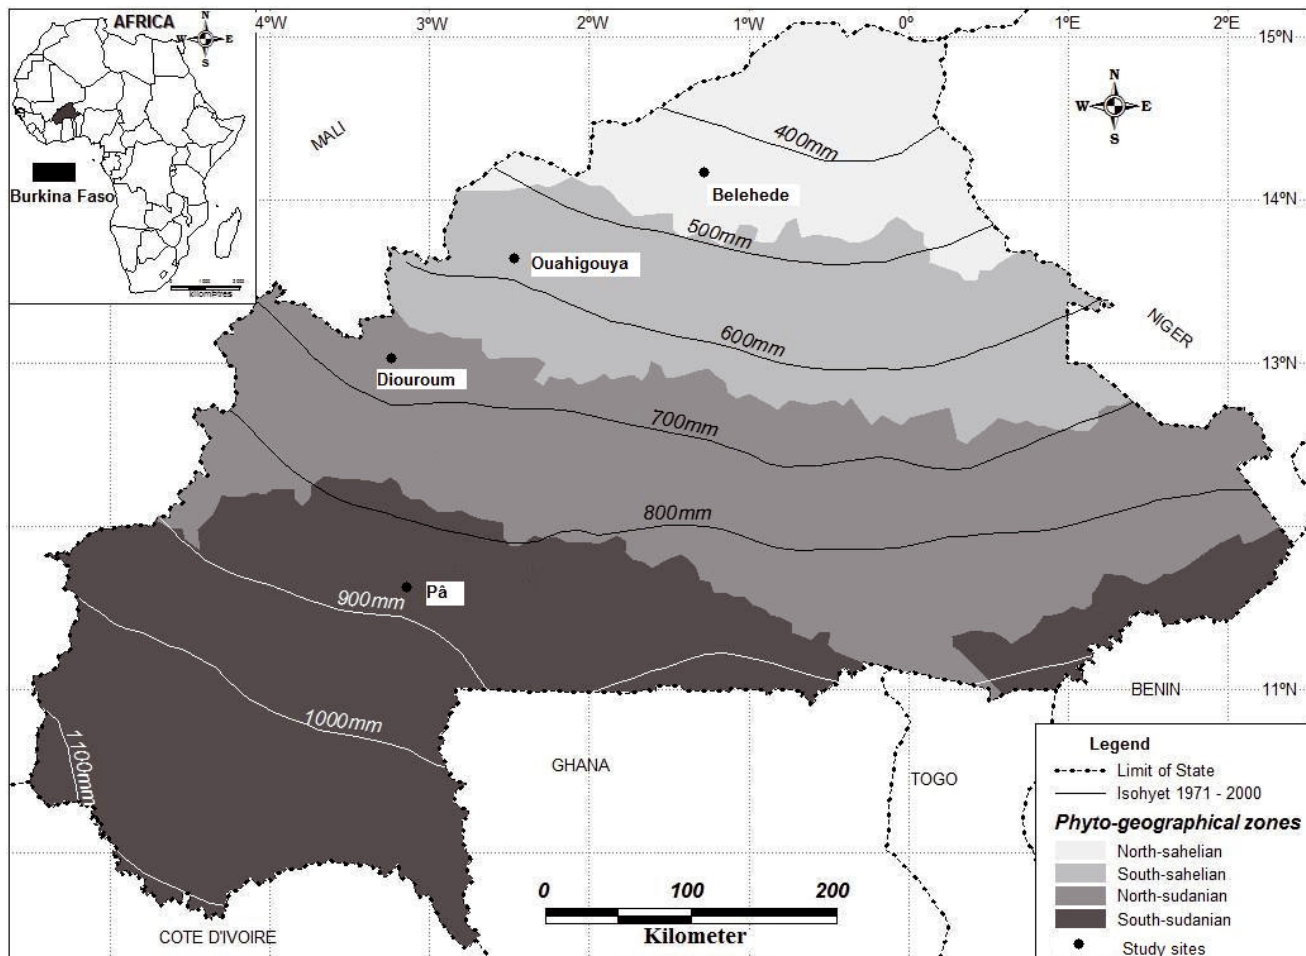 AFRICA
N
W E
S
Burkina Faso
kilomptres
4°W 3°W 2°W 1°W 0° 1°E 2°E
15°N
14°N
13°N
11°N
N
W E
S
MALI
NIGER
BENIN
GHANA
TOGO
COTE D'IVOIRE
400mm
Belehede
500mm
Ouahigouya
600mm
Diouroum
700mm
800mm
Pâ
900mm
1000mm
1100mm
0 100 200
Kilometer
Legend
Limit of State
Isohyet 1971 - 2000
Phyto-geographical zones
North-sahelian
South-sahelian
North-sudanian
South-sudanian
Study sites